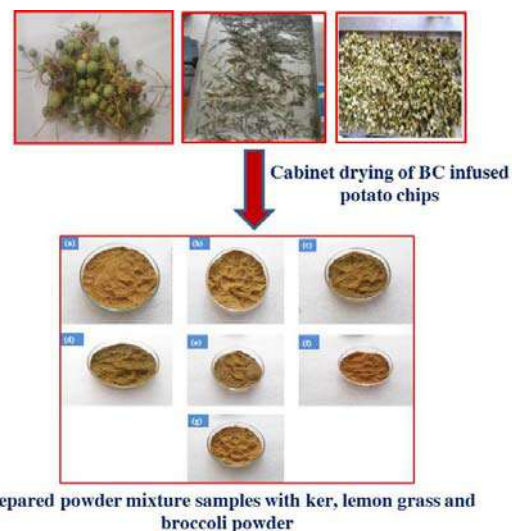 Cabinet drying of BC infused
potato chips
(a)
(b)
(c)
(d)
(e)
(f)
(g)
epared powder mixture samples with ker, lemon grass and
broccoli powder